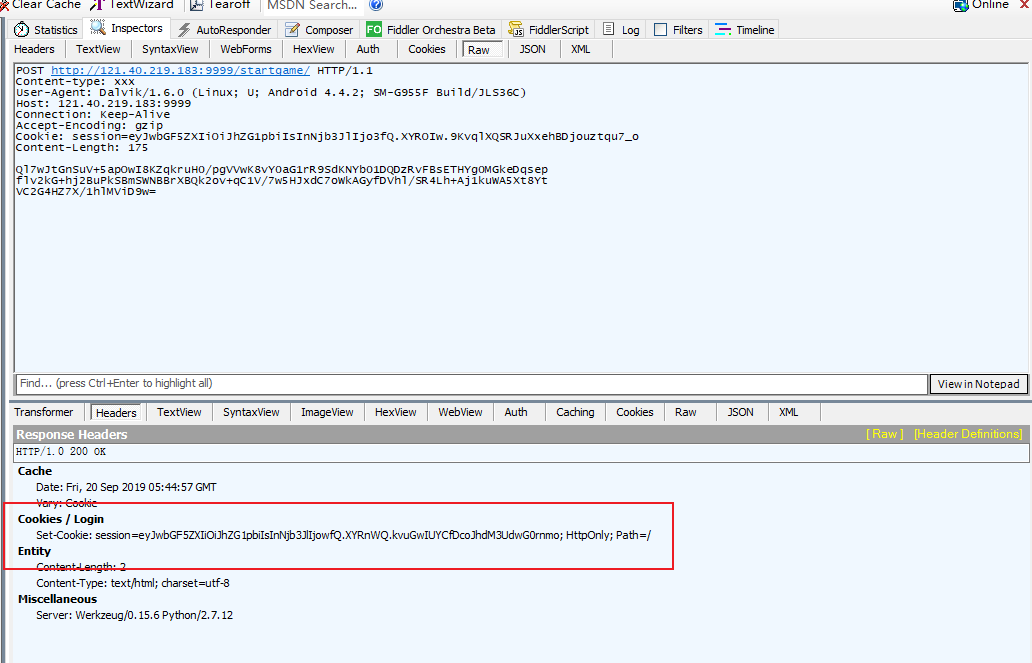 Clear Cache TextWizard Tearoff MSDN Search... Online
Statistics Inspectors AutoResponder Composer FO Fiddler Orchestra Beta FiddlerScript Log Filters Timeline
Headers TextView SyntaxView WebForms HexView Auth Cookies Raw JSON XML
POST http://121.40.219.183:9999/startgame/ HTTP/1.1
Content-type: xxx
User-Agent: Dalvik/1.6.0 (Linux; U; Android 4.4.2; SM-G955F Build/JLS36C)
Host: 121.40.219.183:9999
Connection: Keep-Alive
Accept-Encoding: gzip
Cookie: session=eyJwbGF5ZXIiOiJhZG1pbiIsInNjb3JlIjo3fQ.XYROIw.9KvqlXQSRJuXxehBDjouztqu7_o
Content-Length: 175
Ql7wJtGnSuV+5apOwI8KZqkruHO/pgVVwK8vYOaG1rR9SdKNYbO1DQDzRvFBsETHYgOMGkeDqsep
flv2kG+hj2BuPkSBmSWNBBrXBQk2ov+qC1V/7w5HJxdC7oWkAGyfDVhl/SR4Lh+Aj1kuWA5Xt8Yt
VC2G4HZ7X/1hlMViD9w=
Find... (press Ctrl+Enter to highlight all) View in Notepad
Transformer Headers TextView SyntaxView ImageView HexView WebView Auth Caching Cookies Raw JSON XML
Response Headers [ Raw ] [Header Definitions]
HTTP/1.0 200 OK
Cache
Date: Fri, 20 Sep 2019 05:44:57 GMT
Vary: Cookie
Cookies / Login
Set-Cookie: session=eyJwbGF5ZXIiOiJhZG1pbiIsInNjb3JlIjowfQ.XYRnWQ.kvuGwIUYCfDcoJhdM3UdwG0rnmo; HttpOnly; Path=/
Entity
Content-Length: 2
Content-Type: text/html; charset=utf-8
Miscellaneous
Server: Werkzeug/0.15.6 Python/2.7.12